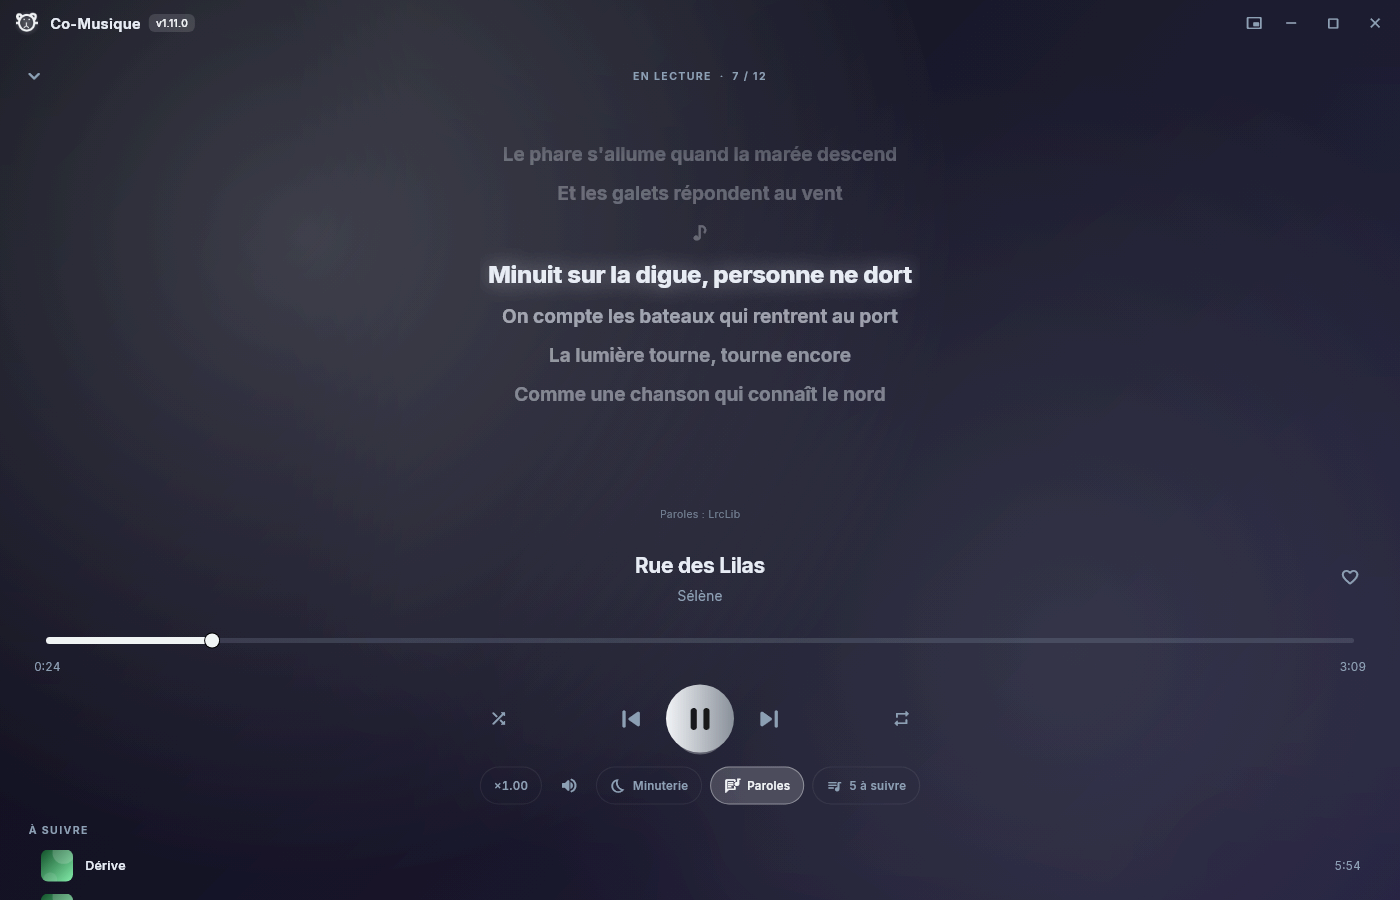 Co-Musique v1.11.0
EN LECTURE · 7 / 12
Le phare s'allume quand la marée descend
Et les galets répondent au vent
♪
Minuit sur la digue, personne ne dort
On compte les bateaux qui rentrent au port
La lumière tourne, tourne encore
Comme une chanson qui connaît le nord
Paroles : LrcLib
Rue des Lilas
Sélène
0:24 3:09
×1.00 Minuterie Paroles 5 à suivre
À SUIVRE
Dérive 5:54